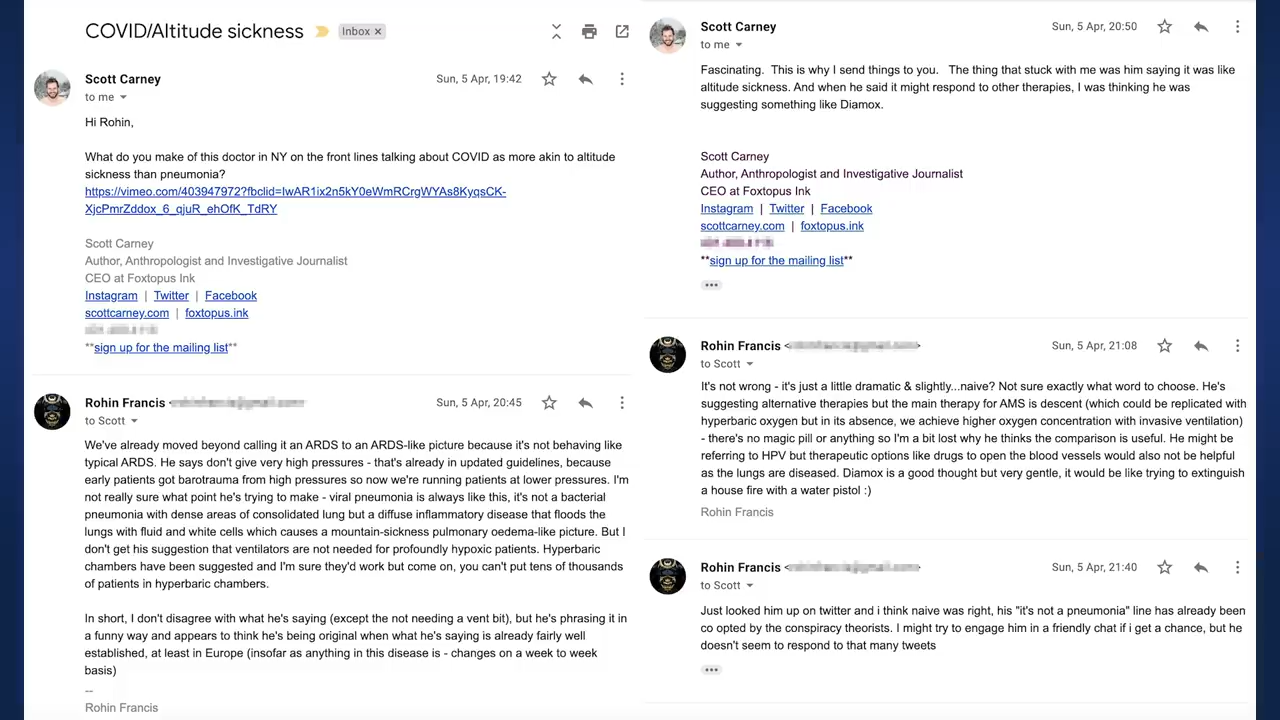 COVID/Altitude sickness
Inbox ×
Scott Carney
Sun, 5 Apr, 19:42
to me
Hi Rohin,
What do you make of this doctor in NY on the front lines talking about COVID as more akin to altitude
sickness than pneumonia?
https://vimeo.com/403947972?fbclid=IwAR1ix2n5kY0eWmRCrgWYAs8KyqsCK-
XjcPmrZddox_6_qjuR_ehOfK_TdRY
Scott Carney
Author, Anthropologist and Investigative Journalist
CEO at Foxtopus Ink
Instagram | Twitter | Facebook
scottcarney.com | foxtopus.ink
**sign up for the mailing list**
Rohin Francis
Sun, 5 Apr, 20:45
to Scott
We've already moved beyond calling it an ARDS to an ARDS-like picture because it's not behaving like
typical ARDS. He says don't give very high pressures - that's already in updated guidelines, because
early patients got barotrauma from high pressures so now we're running patients at lower pressures. I'm
not really sure what point he's trying to make - viral pneumonia is always like this, it's not a bacterial
pneumonia with dense areas of consolidated lung but a diffuse inflammatory disease that floods the
lungs with fluid and white cells which causes a mountain-sickness pulmonary oedema-like picture. But I
don't get his suggestion that ventilators are not needed for profoundly hypoxic patients. Hyperbaric
chambers have been suggested and I'm sure they'd work but come on, you can't put tens of thousands
of patients in hyperbaric chambers.
In short, I don't disagree with what he's saying (except the not needing a vent bit), but he's phrasing it in
a funny way and appears to think he's being original when what he's saying is already fairly well
established, at least in Europe (insofar as anything in this disease is - changes on a week to week
basis)
--
Rohin Francis
Scott Carney
Sun, 5 Apr, 20:50
to me
Fascinating. This is why I send things to you. The thing that stuck with me was him saying it was like
altitude sickness. And when he said it might respond to other therapies, I was thinking he was
suggesting something like Diamox.
Scott Carney
Author, Anthropologist and Investigative Journalist
CEO at Foxtopus Ink
Instagram | Twitter | Facebook
scottcarney.com | foxtopus.ink
**sign up for the mailing list**
Rohin Francis
Sun, 5 Apr, 21:08
to Scott
It's not wrong - it's just a little dramatic & slightly...naive? Not sure exactly what word to choose. He's
suggesting alternative therapies but the main therapy for AMS is descent (which could be replicated with
hyperbaric oxygen but in its absence, we achieve higher oxygen concentration with invasive ventilation)
- there's no magic pill or anything so I'm a bit lost why he thinks the comparison is useful. He might be
referring to HPV but therapeutic options like drugs to open the blood vessels would also not be helpful
as the lungs are diseased. Diamox is a good thought but very gentle, it would be like trying to extinguish
a house fire with a water pistol :)
Rohin Francis
Rohin Francis
Sun, 5 Apr, 21:40
to Scott
Just looked him up on twitter and i think naive was right, his "it's not a pneumonia" line has already been
co opted by the conspiracy theorists. I might try to engage him in a friendly chat if i get a chance, but he
doesn't seem to respond to that many tweets